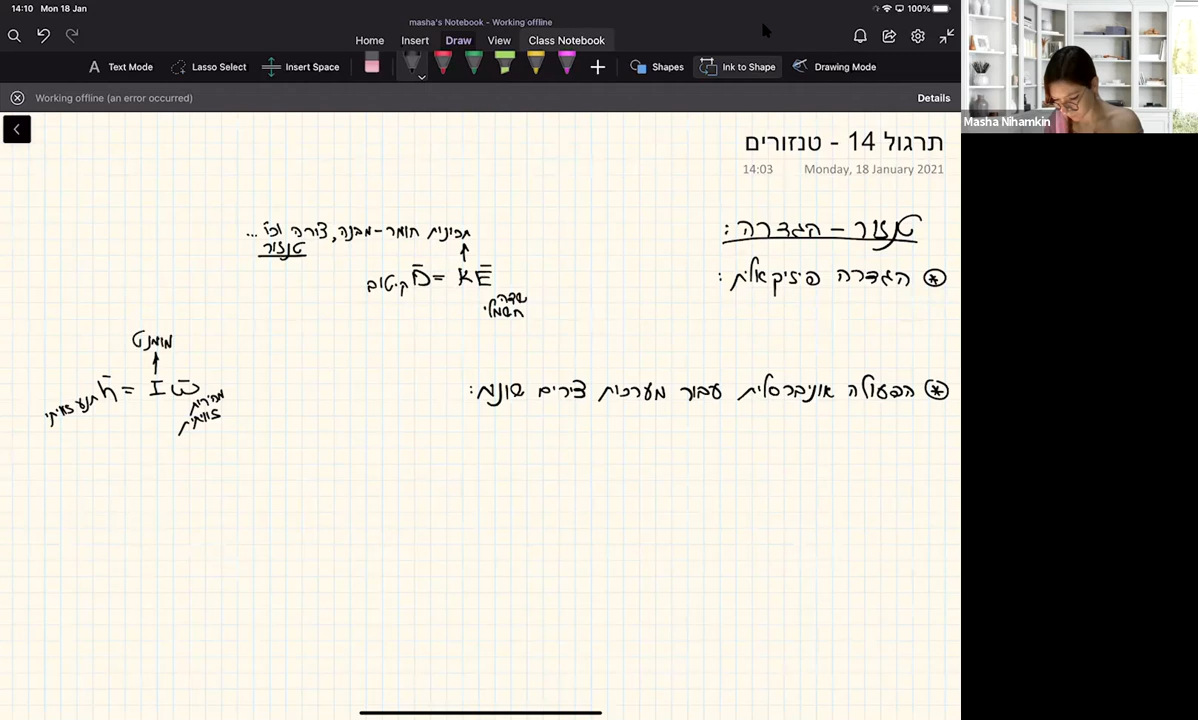 14:10 Mon 18 Jan
100%
masha's Notebook - Working offline
Home Insert Draw View Class Notebook
Text Mode Lasso Select Insert Space Shapes Ink to Shape Drawing Mode
Working offline (an error occurred) Details
Masha Nihamkin
תרגול 14 - טנזורים
Monday, 18 January 2021 14:03
טנזור - הגדרה :
תכונת חומר - מבנה, צורה וכו' ...
טנזור
הגדרה פיזיקאלית :
קיטוב D̄ = K Ē
שדה
חשמלי
מומנט
הפעולה אוניברסלית עבור מערכות צירים שונות :
תנע זוויתי h̄ = I ω̄
מהירות
זוויתית